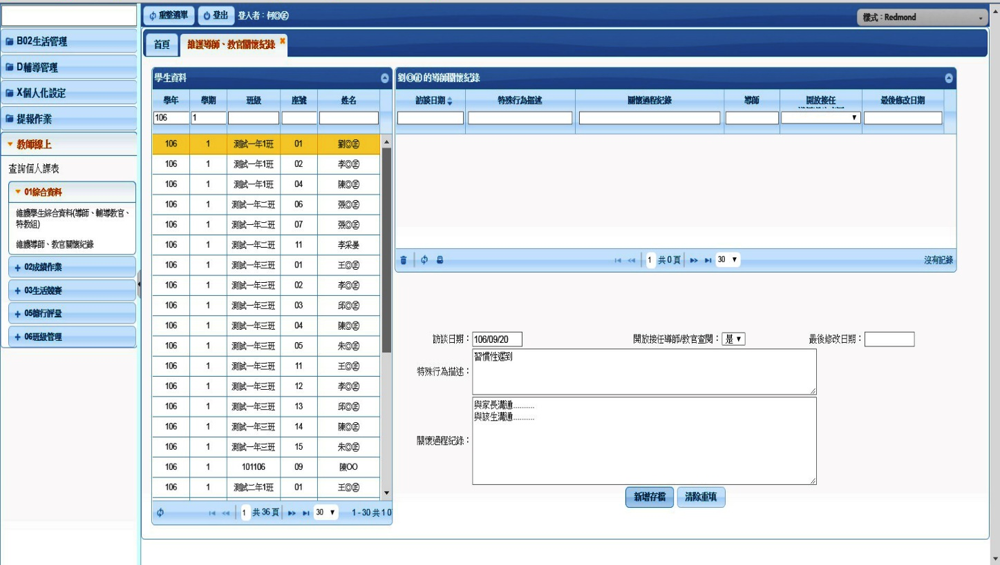 重整選單
登出
登入者：何◎㊣
樣式：Redmond
B02生活管理
D輔導管理
X個人化設定
提報作業
教師線上
查詢個人課表
01綜合資料
維護學生綜合資料(導師、輔導教官、
特教組)
維護導師、教官關懷紀錄
02成績作業
03生活競賽
05德行評量
06班級管理
首頁
維護導師、教官關懷紀錄
學生資料
學年 學期 班級 座號 姓名
106 1
106 1 測試一年1班 01 劉◎㊣
106 1 測試一年1班 02 李◎㊣
106 1 測試一年1班 04 陳◎㊣
106 1 測試一年二班 06 張◎㊣
106 1 測試一年二班 07 張◎㊣
106 1 測試一年二班 11 李采晏
106 1 測試一年三班 01 王◎㊣
106 1 測試一年三班 02 李◎㊣
106 1 測試一年三班 03 邱◎㊣
106 1 測試一年三班 04 陳◎㊣
106 1 測試一年三班 05 朱◎㊣
106 1 測試一年三班 11 王◎㊣
106 1 測試一年三班 12 李◎㊣
106 1 測試一年三班 13 邱◎㊣
106 1 測試一年三班 14 陳◎㊣
106 1 測試一年三班 15 朱◎㊣
106 1 101106 09 陳OO
106 1 測試二年1班 01 王◎㊣
1 共 36 頁 30 1 - 30 共 1 0
劉◎㊣ 的導師關懷紀錄
訪談日期 特殊行為描述 關懷過程紀錄 導師 開放接任 最後修改日期
1 共 0 頁 30 沒有記錄
訪談日期： 106/09/20 開放接任導師/教官查閱： 是 最後修改日期：
特殊行為描述： 習慣性遲到
關懷過程紀錄： 與家長溝通..........
與該生溝通..........
新增存檔 清除重填